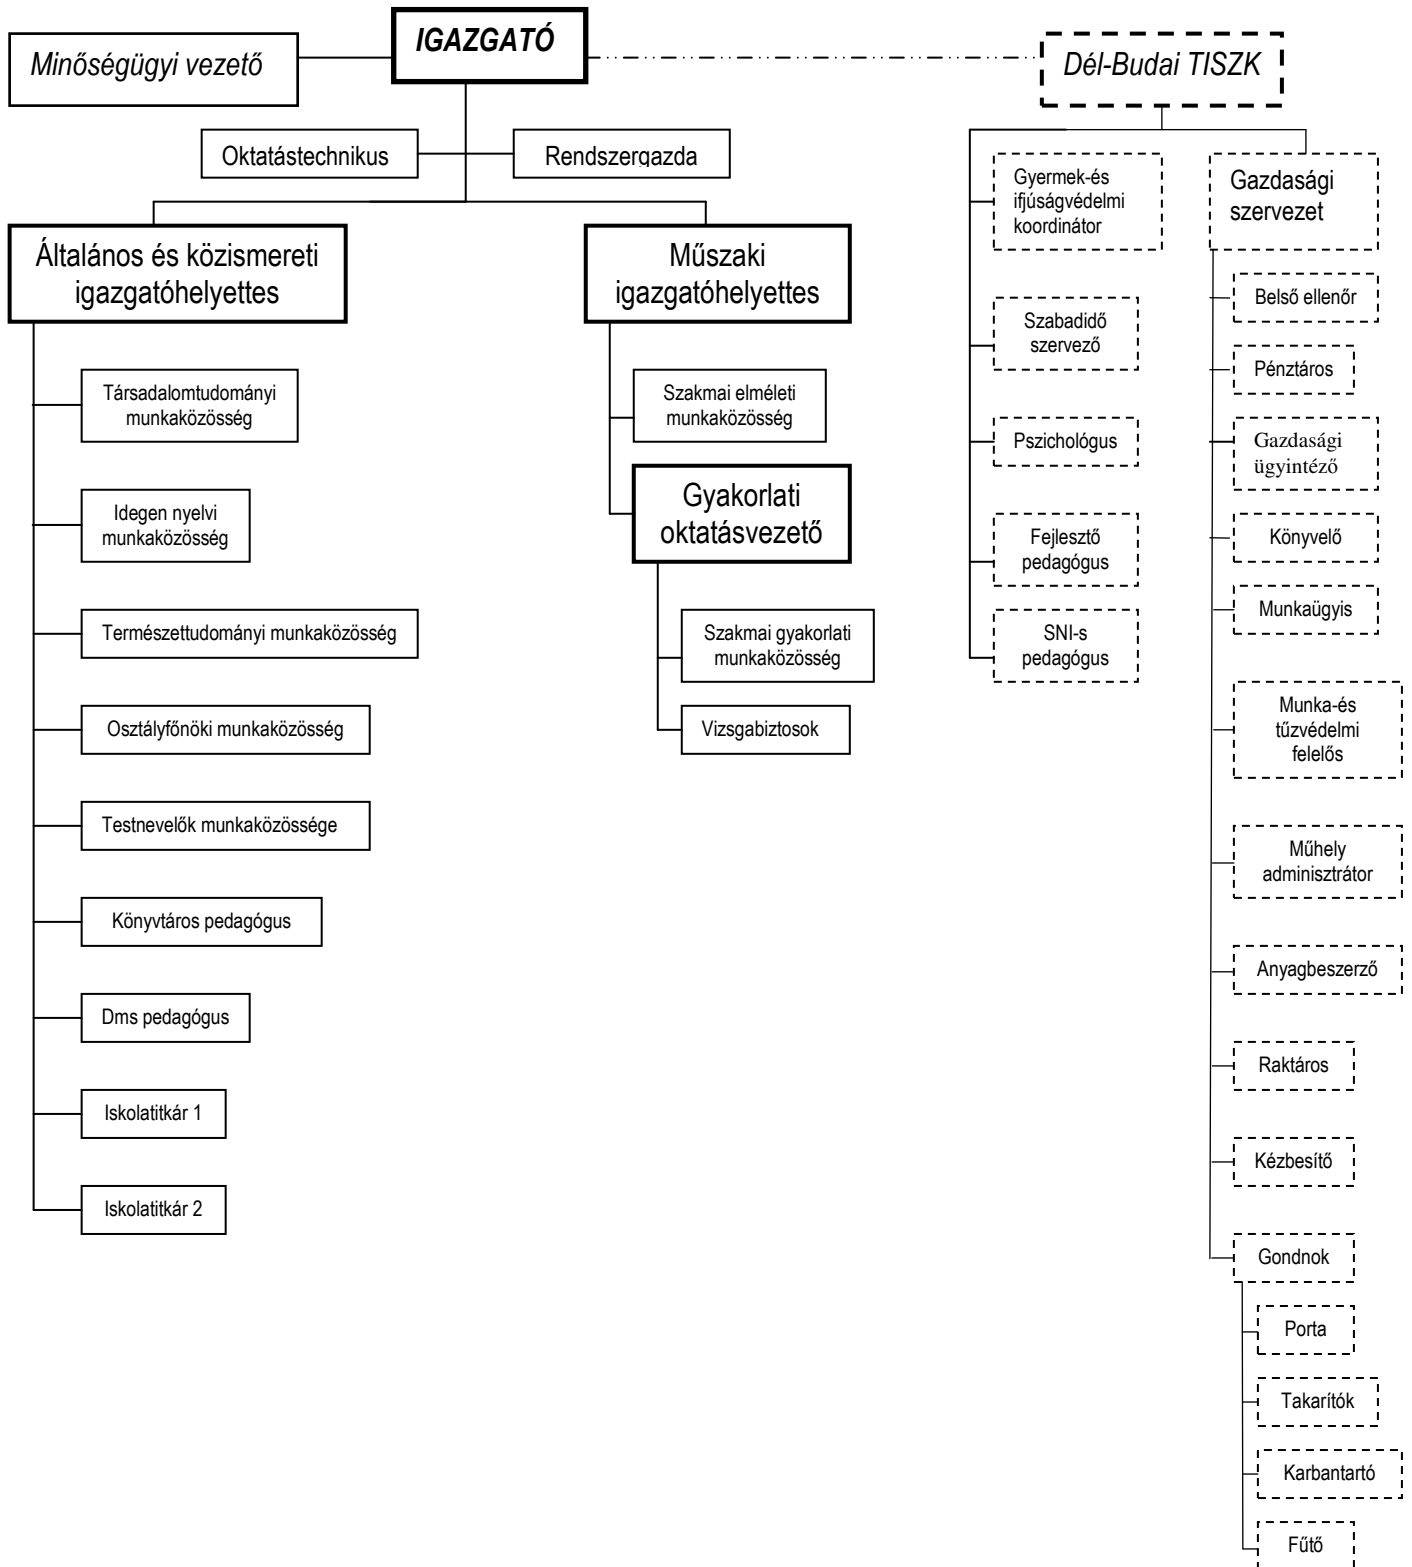 IGAZGATÓ
Minőségügyi vezető
Dél-Budai TISZK
Oktatástechnikus
Rendszergazda
Általános és közismereti
igazgatóhelyettes
Műszaki
igazgatóhelyettes
Társadalomtudományi
munkaközösség
Idegen nyelvi
munkaközösség
Természettudományi munkaközösség
Osztályfőnöki munkaközösség
Testnevelők munkaközössége
Könyvtáros pedagógus
Dms pedagógus
Iskolatitkár 1
Iskolatitkár 2
Szakmai elméleti
munkaközösség
Gyakorlati
oktatásvezető
Szakmai gyakorlati
munkaközösség
Vizsgabiztosok
Gyermek-és
ifjúságvédelmi
koordinátor
Szabadidő
szervező
Pszichológus
Fejlesztő
pedagógus
SNI-s
pedagógus
Gazdasági
szervezet
Belső ellenőr
Pénztáros
Gazdasági
ügyintéző
Könyvelő
Munkaügyis
Munka-és
tűzvédelmi
felelős
Műhely
adminisztrátor
Anyagbeszerző
Raktáros
Kézbesítő
Gondnok
Porta
Takarítók
Karbantartó
Fűtő